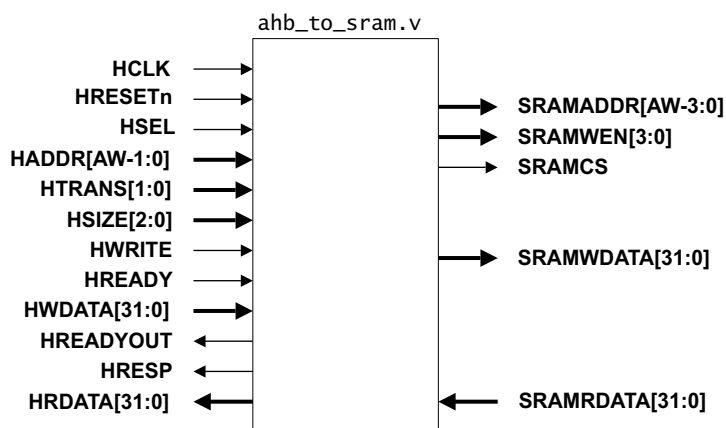 ahb_to_sram.v
HCLK
HRESETn
HSEL
HADDR[AW-1:0]
HTRANS[1:0]
HSIZE[2:0]
HWRITE
HREADY
HWDATA[31:0]
HREADYOUT
HRESP
HRDATA[31:0]
SRAMADDR[AW-3:0]
SRAMWEN[3:0]
SRAMCS
SRAMWDATA[31:0]
SRAMRDATA[31:0]